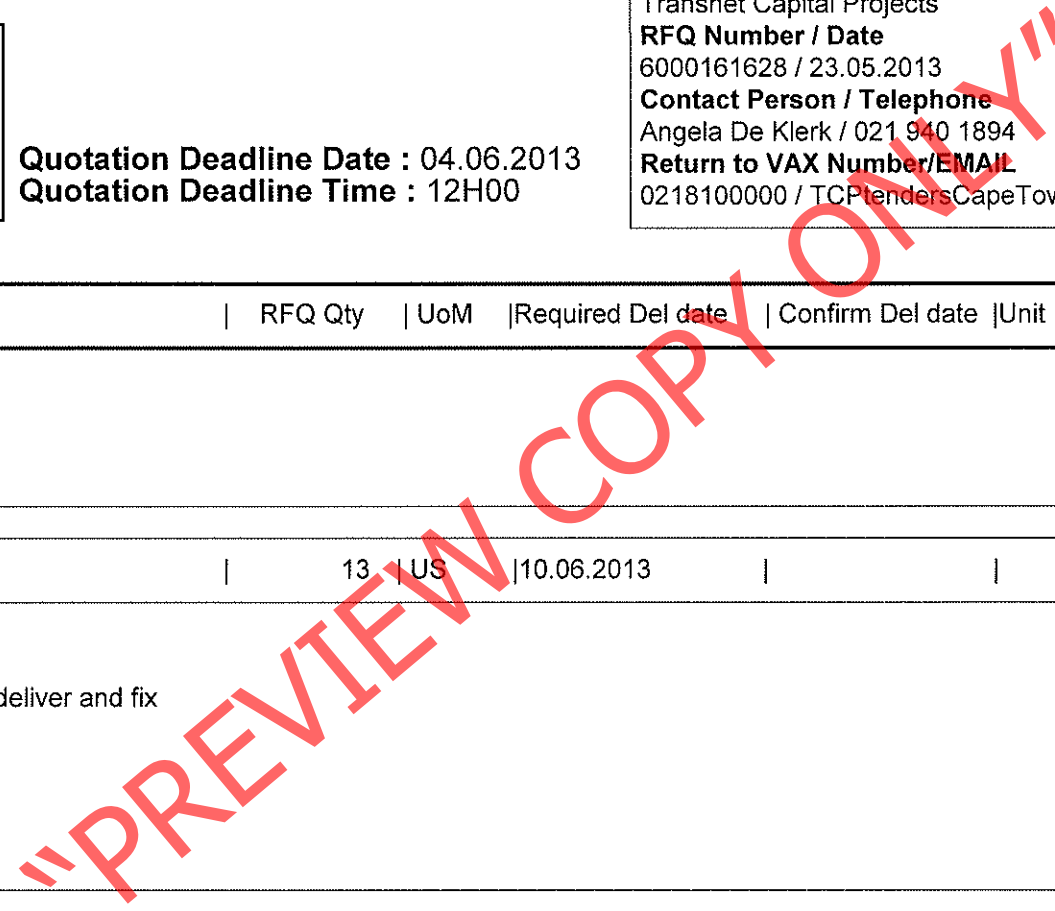 Transnet Capital Projects
RFQ Number / Date
6000161628 / 23.05.2013
Contact Person / Telephone
Angela De Klerk / 021 940 1894
Return to VAX Number/EMAIL
0218100000 / TCPtendersCapeTow
Quotation Deadline Date : 04.06.2013
Quotation Deadline Time : 12H00
| RFQ Qty | UoM |Required Del date | Confirm Del date |Unit
| 13 | US |10.06.2013 | |
deliver and fix
"PREVIEW COPY ONLY"